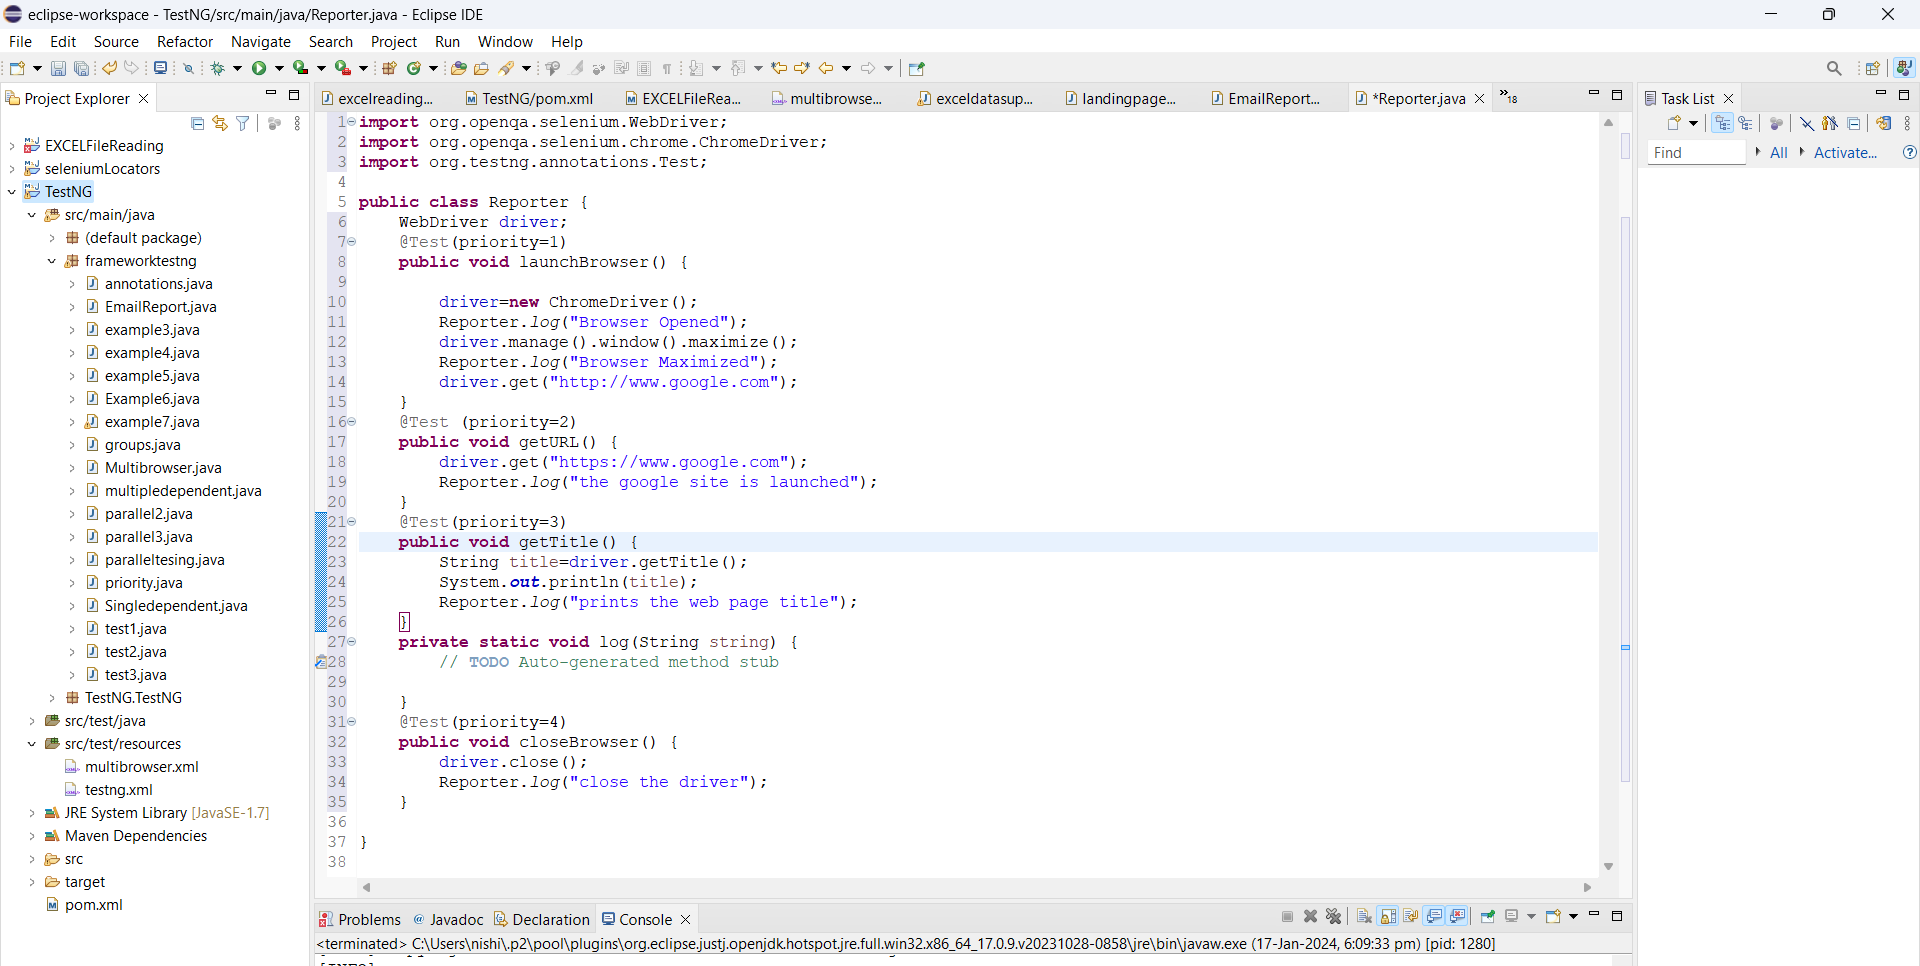 eclipse-workspace - TestNG/src/main/java/Reporter.java - Eclipse IDE
File Edit Source Refactor Navigate Search Project Run Window Help
Project Explorer
EXCELFileReading
seleniumLocators
TestNG
src/main/java
(default package)
frameworktestng
annotations.java
EmailReport.java
example3.java
example4.java
example5.java
Example6.java
example7.java
groups.java
Multibrowser.java
multipledependent.java
parallel2.java
parallel3.java
paralleltesing.java
priority.java
Singledependent.java
test1.java
test2.java
test3.java
TestNG.TestNG
src/test/java
src/test/resources
multibrowser.xml
testng.xml
JRE System Library [JavaSE-1.7]
Maven Dependencies
src
target
pom.xml
excelreading... TestNG/pom.xml EXCELFileRea... multibrowse... exceldatasup... landingpage... EmailReport... *Reporter.java »18
1 import org.openqa.selenium.WebDriver;
2 import org.openqa.selenium.chrome.ChromeDriver;
3 import org.testng.annotations.Test;
4
5 public class Reporter {
6 WebDriver driver;
7 @Test(priority=1)
8 public void launchBrowser() {
9
10 driver=new ChromeDriver();
11 Reporter.log("Browser Opened");
12 driver.manage().window().maximize();
13 Reporter.log("Browser Maximized");
14 driver.get("http://www.google.com");
15 }
16 @Test (priority=2)
17 public void getURL() {
18 driver.get("https://www.google.com");
19 Reporter.log("the google site is launched");
20 }
21 @Test(priority=3)
22 public void getTitle() {
23 String title=driver.getTitle();
24 System.out.println(title);
25 Reporter.log("prints the web page title");
26 }
27 private static void log(String string) {
28 // TODO Auto-generated method stub
29
30 }
31 @Test(priority=4)
32 public void closeBrowser() {
33 driver.close();
34 Reporter.log("close the driver");
35 }
36
37 }
38
Task List
Find All Activate...
Problems Javadoc Declaration Console
<terminated> C:\Users\nishi\.p2\pool\plugins\org.eclipse.justj.openjdk.hotspot.jre.full.win32.x86_64_17.0.9.v20231028-0858\jre\bin\javaw.exe (17-Jan-2024, 6:09:33 pm) [pid: 1280]